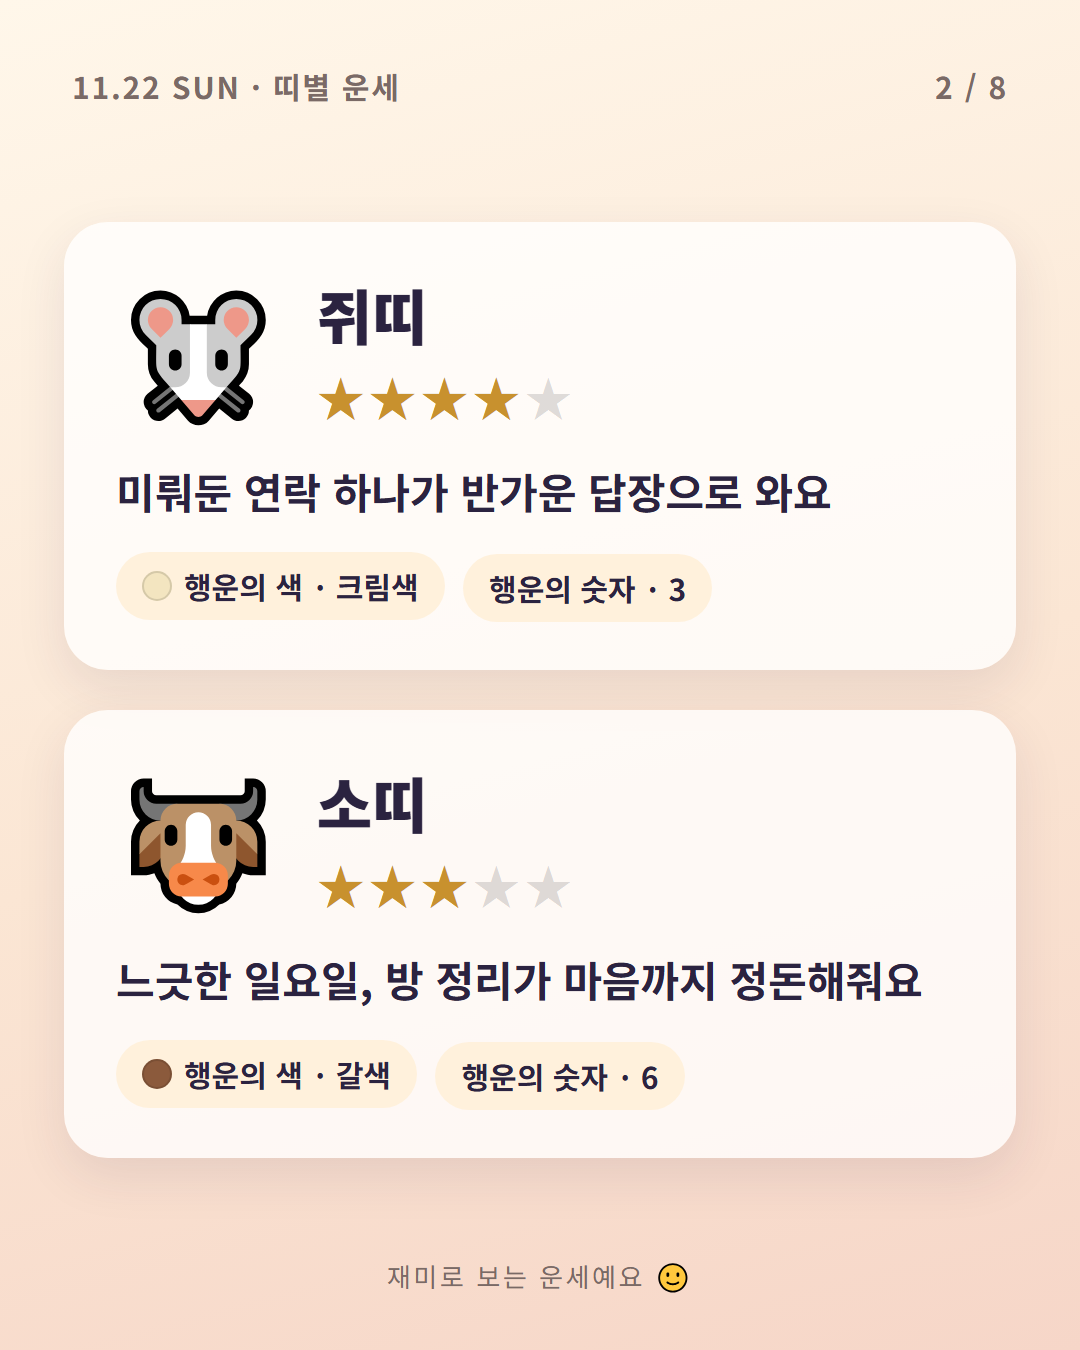 11.22 SUN · 띠별 운세
2 / 8
쥐띠
★★★★★
미뤄둔 연락 하나가 반가운 답장으로 와요
행운의 색 · 크림색
행운의 숫자 · 3
소띠
★★★★★
느긋한 일요일, 방 정리가 마음까지 정돈해줘요
행운의 색 · 갈색
행운의 숫자 · 6
재미로 보는 운세예요 🙂